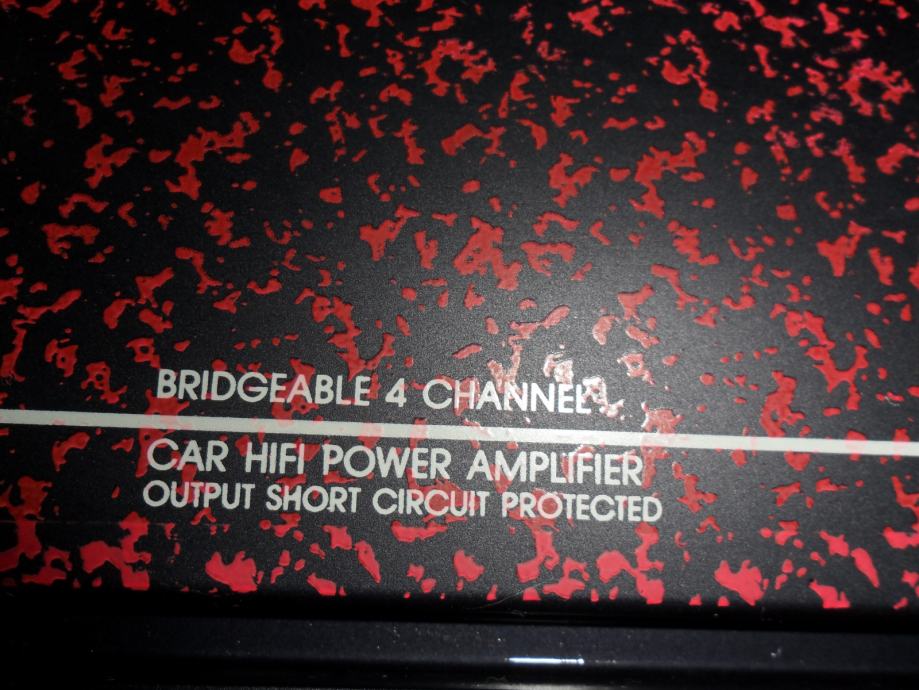 BRIDGEABLE 4 CHANNEL
CAR HIFI POWER AMPLIFIER
OUTPUT SHORT CIRCUIT PROTECTED